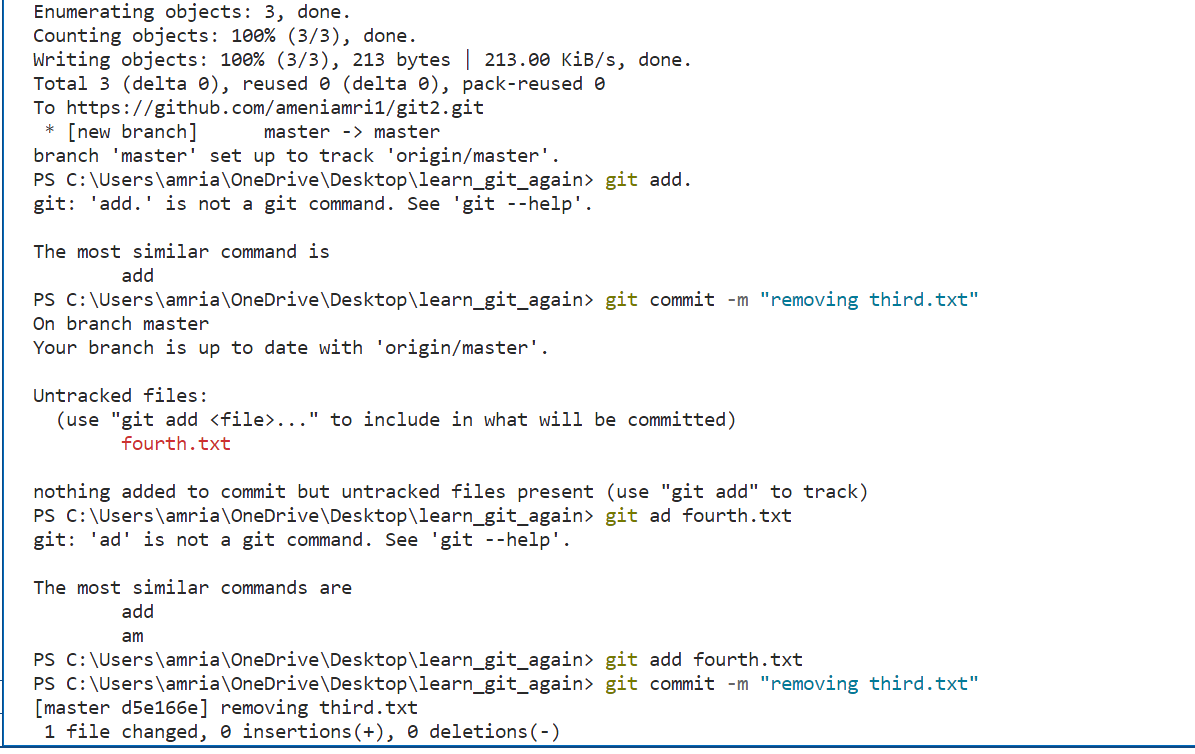 Enumerating objects: 3, done.
Counting objects: 100% (3/3), done.
Writing objects: 100% (3/3), 213 bytes | 213.00 KiB/s, done.
Total 3 (delta 0), reused 0 (delta 0), pack-reused 0
To https://github.com/ameniamri1/git2.git
 * [new branch]      master -> master
branch 'master' set up to track 'origin/master'.
PS C:\Users\amria\OneDrive\Desktop\learn_git_again> git add.
git: 'add.' is not a git command. See 'git --help'.

The most similar command is
        add
PS C:\Users\amria\OneDrive\Desktop\learn_git_again> git commit -m "removing third.txt"
On branch master
Your branch is up to date with 'origin/master'.

Untracked files:
  (use "git add <file>..." to include in what will be committed)
        fourth.txt

nothing added to commit but untracked files present (use "git add" to track)
PS C:\Users\amria\OneDrive\Desktop\learn_git_again> git ad fourth.txt
git: 'ad' is not a git command. See 'git --help'.

The most similar commands are
        add
        am
PS C:\Users\amria\OneDrive\Desktop\learn_git_again> git add fourth.txt
PS C:\Users\amria\OneDrive\Desktop\learn_git_again> git commit -m "removing third.txt"
[master d5e166e] removing third.txt
 1 file changed, 0 insertions(+), 0 deletions(-)